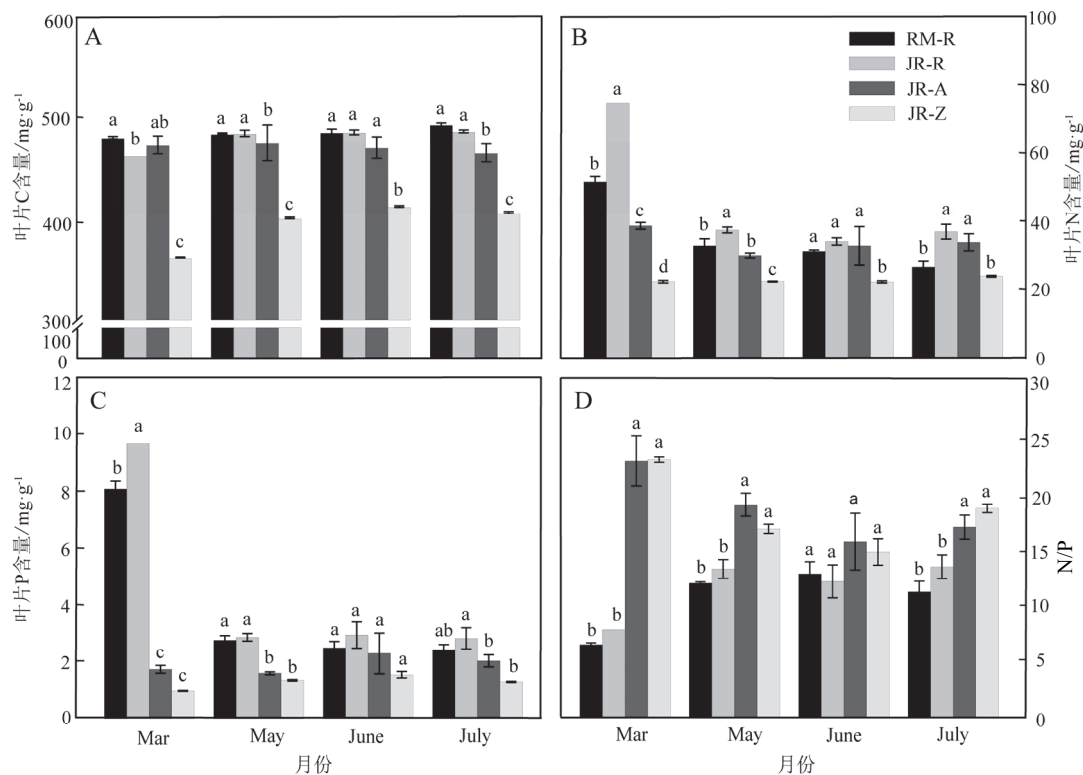 A
叶片C含量/mg·g-1
600
500
400
300
100
0
a b ab c
a a b c
a a a b
a a b c
B
RM-R
JR-R
JR-A
JR-Z
叶片N含量/mg·g-1
100
80
60
40
20
0
b a c d
b a b c
a a a b
b a a b
C
叶片P含量/mg·g-1
12
10
8
6
4
2
0
b a c c
a a b b
a a a a
ab a b b
Mar May June July
月份
D
N/P
30
25
20
15
10
5
0
b b a a
b b a a
a a a a
b b a a
Mar May June July
月份